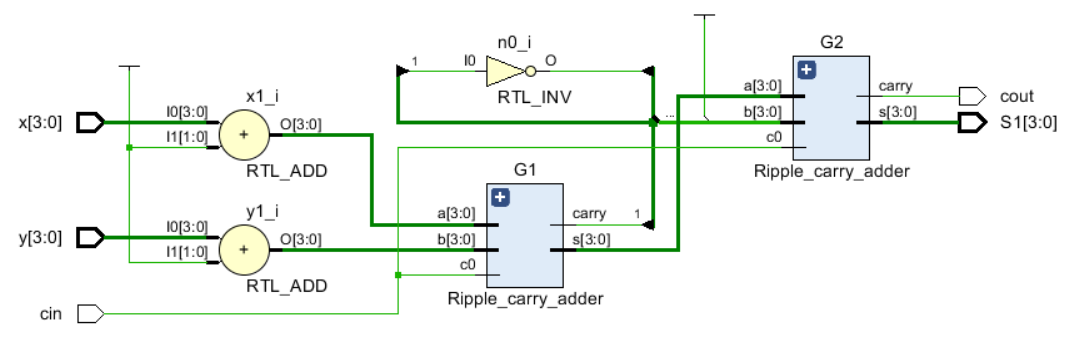 x[3:0]
I0[3:0]
I1[1:0]
x1_i
+
O[3:0]
RTL_ADD
y[3:0]
I0[3:0]
I1[1:0]
y1_i
+
O[3:0]
RTL_ADD
cin
G1
a[3:0]
b[3:0]
c0
carry
s[3:0]
Ripple_carry_adder
1
n0_i
I0
O
RTL_INV
1
...
G2
a[3:0]
b[3:0]
c0
carry
s[3:0]
Ripple_carry_adder
cout
S1[3:0]